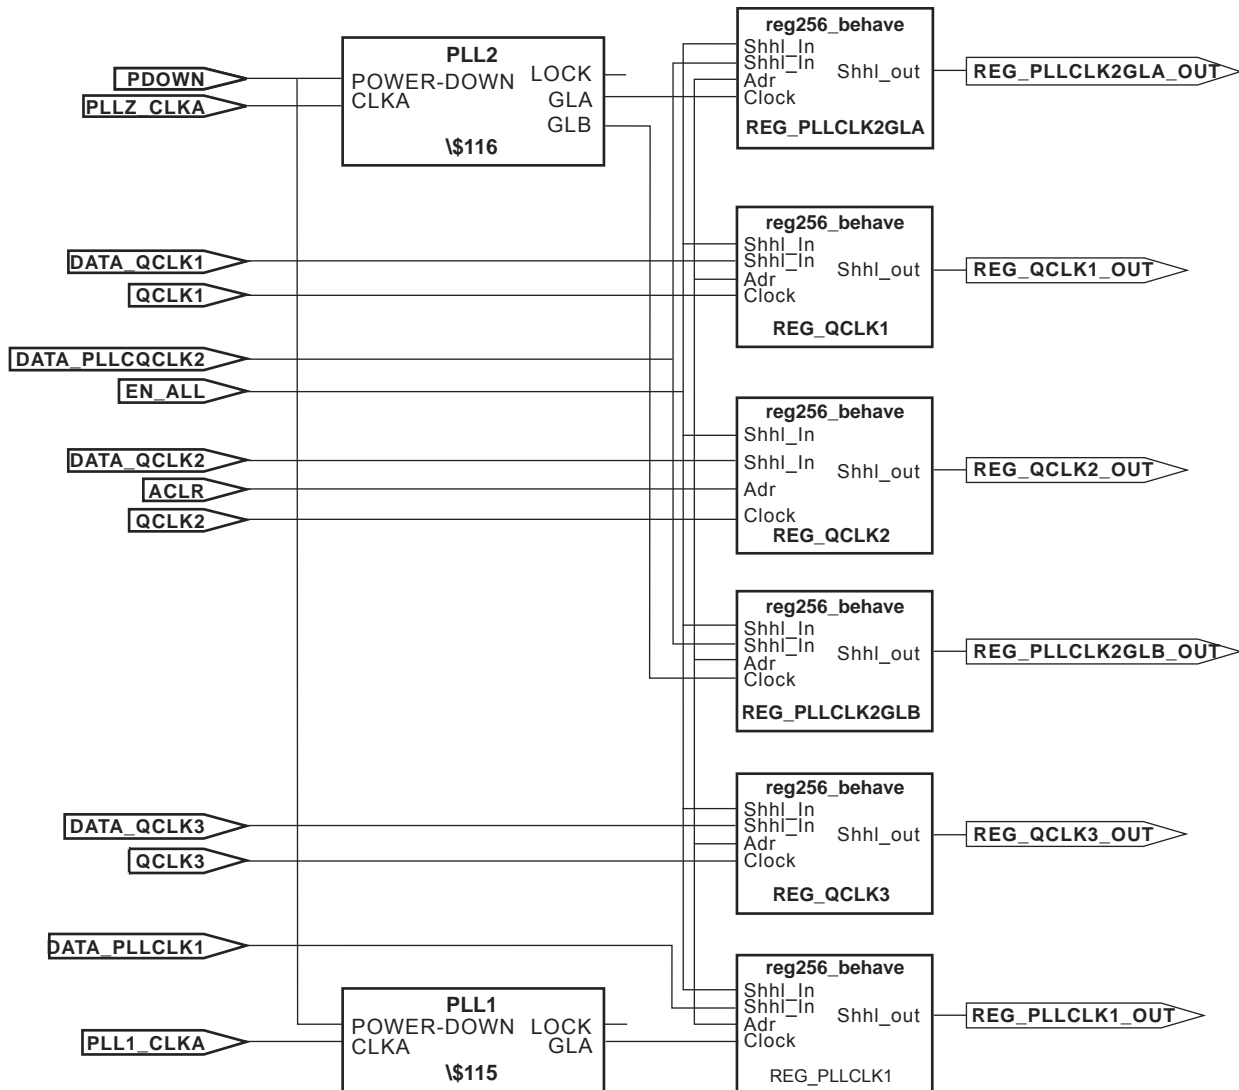 PDOWN
PLLZ_CLKA
PLL2
POWER-DOWN
CLKA
LOCK
GLA
GLB
\$116
reg256_behave
Shhl_In
Shhl_In
Adr
Clock
Shhl_out
REG_PLLCLK2GLA
REG_PLLCLK2GLA_OUT
DATA_QCLK1
QCLK1
reg256_behave
Shhl_In
Shhl_In
Adr
Clock
Shhl_out
REG_QCLK1
REG_QCLK1_OUT
DATA_PLLCQCLK2
EN_ALL
DATA_QCLK2
ACLR
QCLK2
reg256_behave
Shhl_In
Shhl_In
Adr
Clock
Shhl_out
REG_QCLK2
REG_QCLK2_OUT
reg256_behave
Shhl_In
Shhl_In
Adr
Clock
Shhl_out
REG_PLLCLK2GLB
REG_PLLCLK2GLB_OUT
DATA_QCLK3
QCLK3
reg256_behave
Shhl_In
Shhl_In
Adr
Clock
Shhl_out
REG_QCLK3
REG_QCLK3_OUT
DATA_PLLCLK1
PLL1_CLKA
PLL1
POWER-DOWN
CLKA
LOCK
GLA
\$115
reg256_behave
Shhl_In
Shhl_In
Adr
Clock
Shhl_out
REG_PLLCLK1
REG_PLLCLK1_OUT